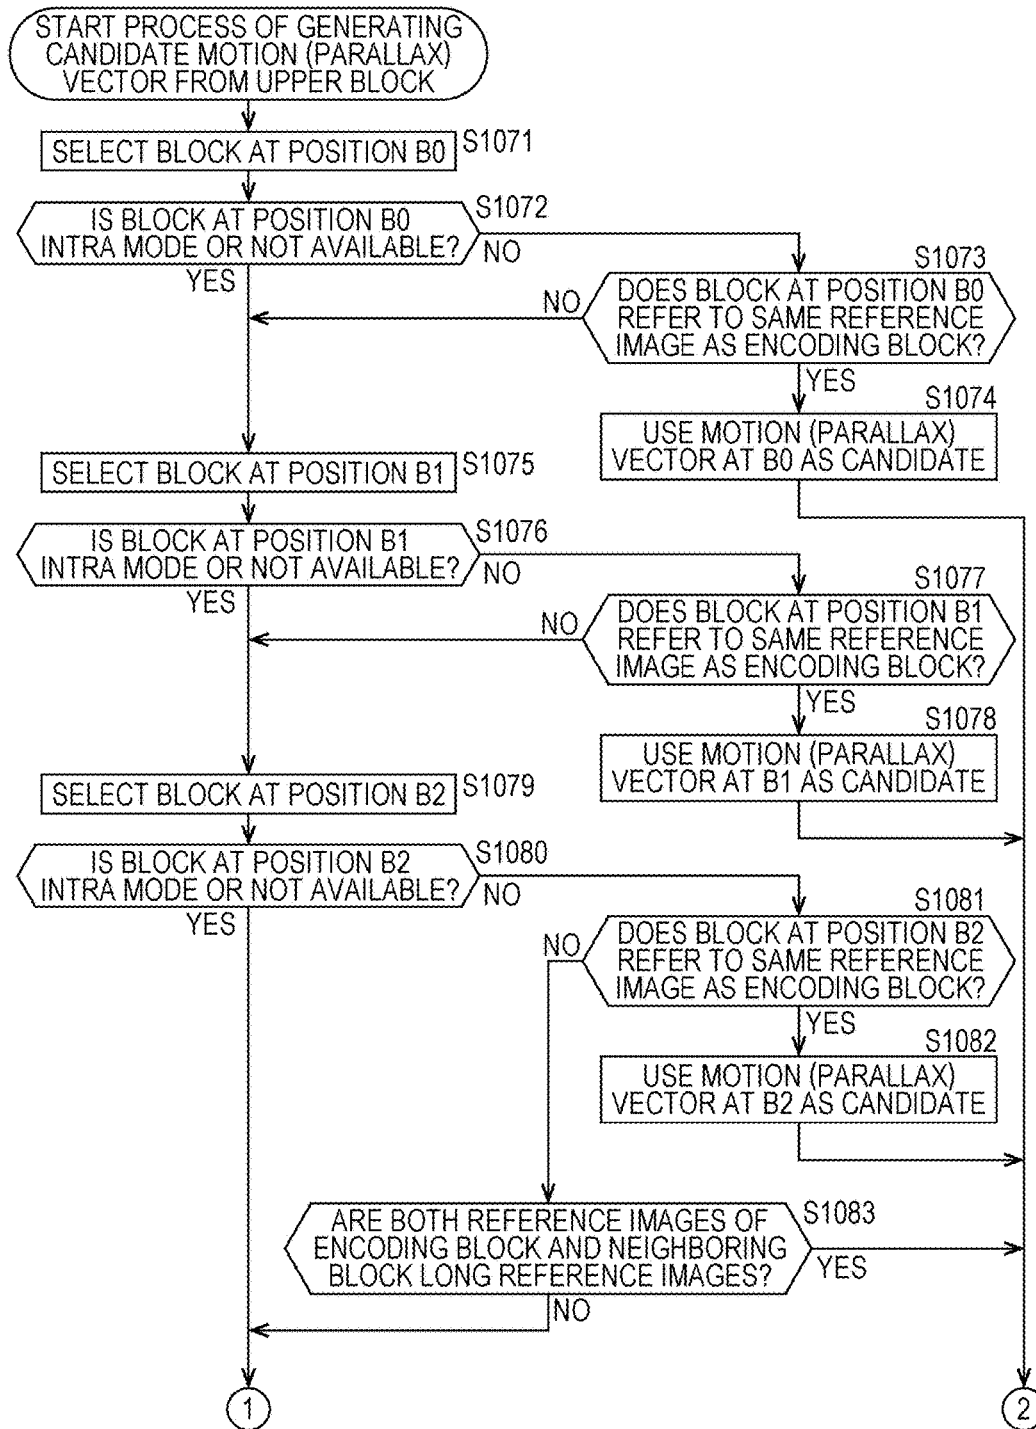 START PROCESS OF GENERATING
CANDIDATE MOTION (PARALLAX)
VECTOR FROM UPPER BLOCK
SELECT BLOCK AT POSITION B0
S1071
IS BLOCK AT POSITION B0
INTRA MODE OR NOT AVAILABLE?
S1072
NO
YES
S1073
DOES BLOCK AT POSITION B0
REFER TO SAME REFERENCE
IMAGE AS ENCODING BLOCK?
NO
YES
S1074
USE MOTION (PARALLAX)
VECTOR AT B0 AS CANDIDATE
SELECT BLOCK AT POSITION B1
S1075
IS BLOCK AT POSITION B1
INTRA MODE OR NOT AVAILABLE?
S1076
NO
YES
S1077
DOES BLOCK AT POSITION B1
REFER TO SAME REFERENCE
IMAGE AS ENCODING BLOCK?
NO
YES
S1078
USE MOTION (PARALLAX)
VECTOR AT B1 AS CANDIDATE
SELECT BLOCK AT POSITION B2
S1079
IS BLOCK AT POSITION B2
INTRA MODE OR NOT AVAILABLE?
S1080
NO
YES
S1081
DOES BLOCK AT POSITION B2
REFER TO SAME REFERENCE
IMAGE AS ENCODING BLOCK?
NO
YES
S1082
USE MOTION (PARALLAX)
VECTOR AT B2 AS CANDIDATE
ARE BOTH REFERENCE IMAGES OF
ENCODING BLOCK AND NEIGHBORING
BLOCK LONG REFERENCE IMAGES?
S1083
YES
NO
1
2